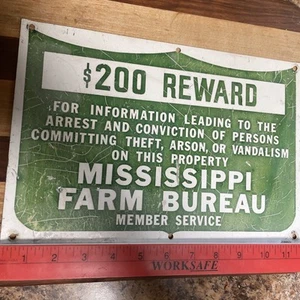 $200 REWARD
FOR INFORMATION LEADING TO THE
ARREST AND CONVICTION OF PERSONS
COMMITTING THEFT, ARSON, OR VANDALISM
ON THIS PROPERTY
MISSISSIPPI
FARM BUREAU
MEMBER SERVICE
1 2 3 4 5 6 7 8 9 10 11
WORKSAFE